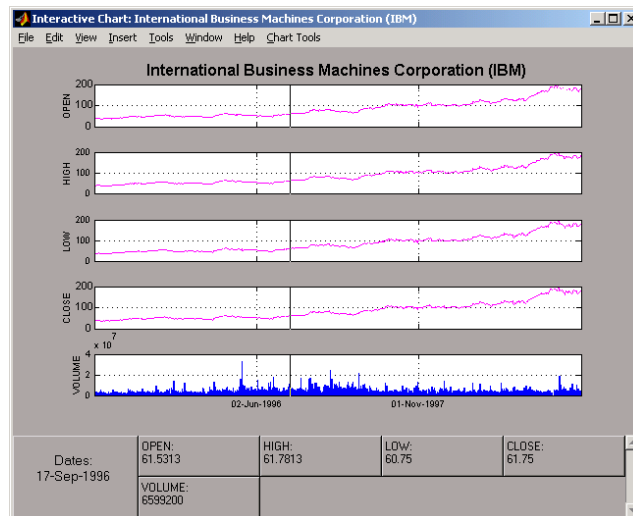 Interactive Chart: International Business Machines Corporation (IBM)
File Edit View Insert Tools Window Help Chart Tools
International Business Machines Corporation (IBM)
200
100
0
OPEN
200
100
0
HIGH
200
100
0
LOW
200
100
0
CLOSE
x 10^7
4
2
0
VOLUME
02-Jun-1996 01-Nov-1997
Dates:
17-Sep-1996
OPEN:
61.5313
HIGH:
61.7813
LOW:
60.75
CLOSE:
61.75
VOLUME:
6599200